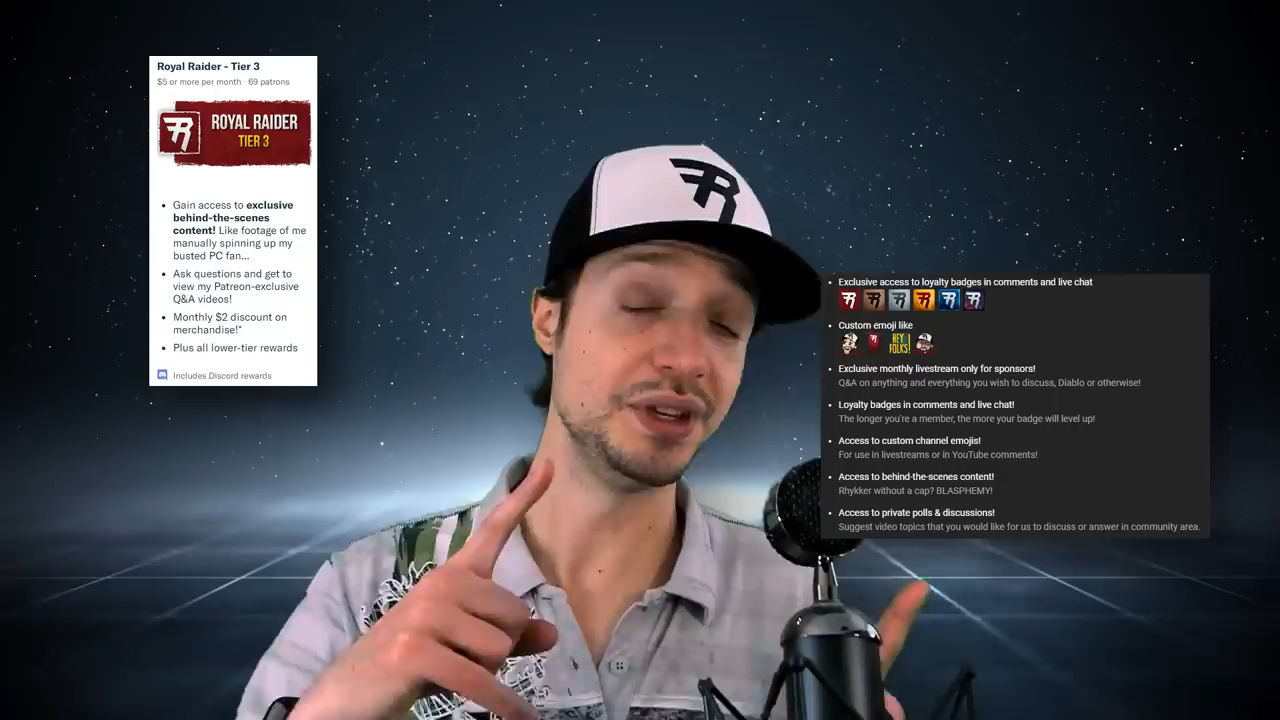 Royal Raider - Tier 3
$5 or more per month · 69 patrons
R
ROYAL RAIDER
TIER 3
• Gain access to exclusive
behind-the-scenes
content! Like footage of me
manually spinning up my
busted PC fan...
• Ask questions and get to
view my Patreon-exclusive
Q&A videos!
• Monthly $2 discount on
merchandise!*
• Plus all lower-tier rewards
Includes Discord rewards
R
• Exclusive access to loyalty badges in comments and live chat
R R R R R R
• Custom emoji like
HEY
FOLKS!
• Exclusive monthly livestream only for sponsors!
Q&A on anything and everything you wish to discuss, Diablo or otherwise!
• Loyalty badges in comments and live chat!
The longer you're a member, the more your badge will level up!
• Access to custom channel emojis!
For use in livestreams or in YouTube comments!
• Access to behind-the-scenes content!
Rhykker without a cap? BLASPHEMY!
• Access to private polls & discussions!
Suggest video topics that you would like for us to discuss or answer in community area.